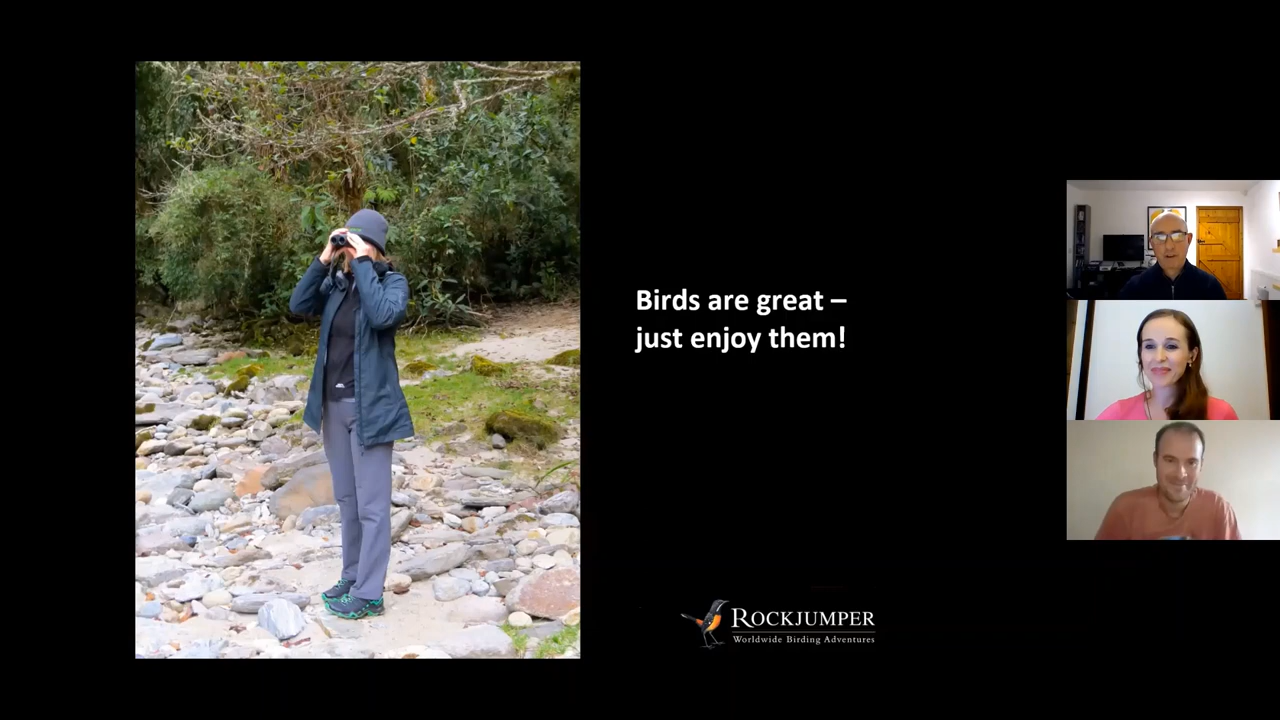 Birds are great –
just enjoy them!
ROCKJUMPER
Worldwide Birding Adventures